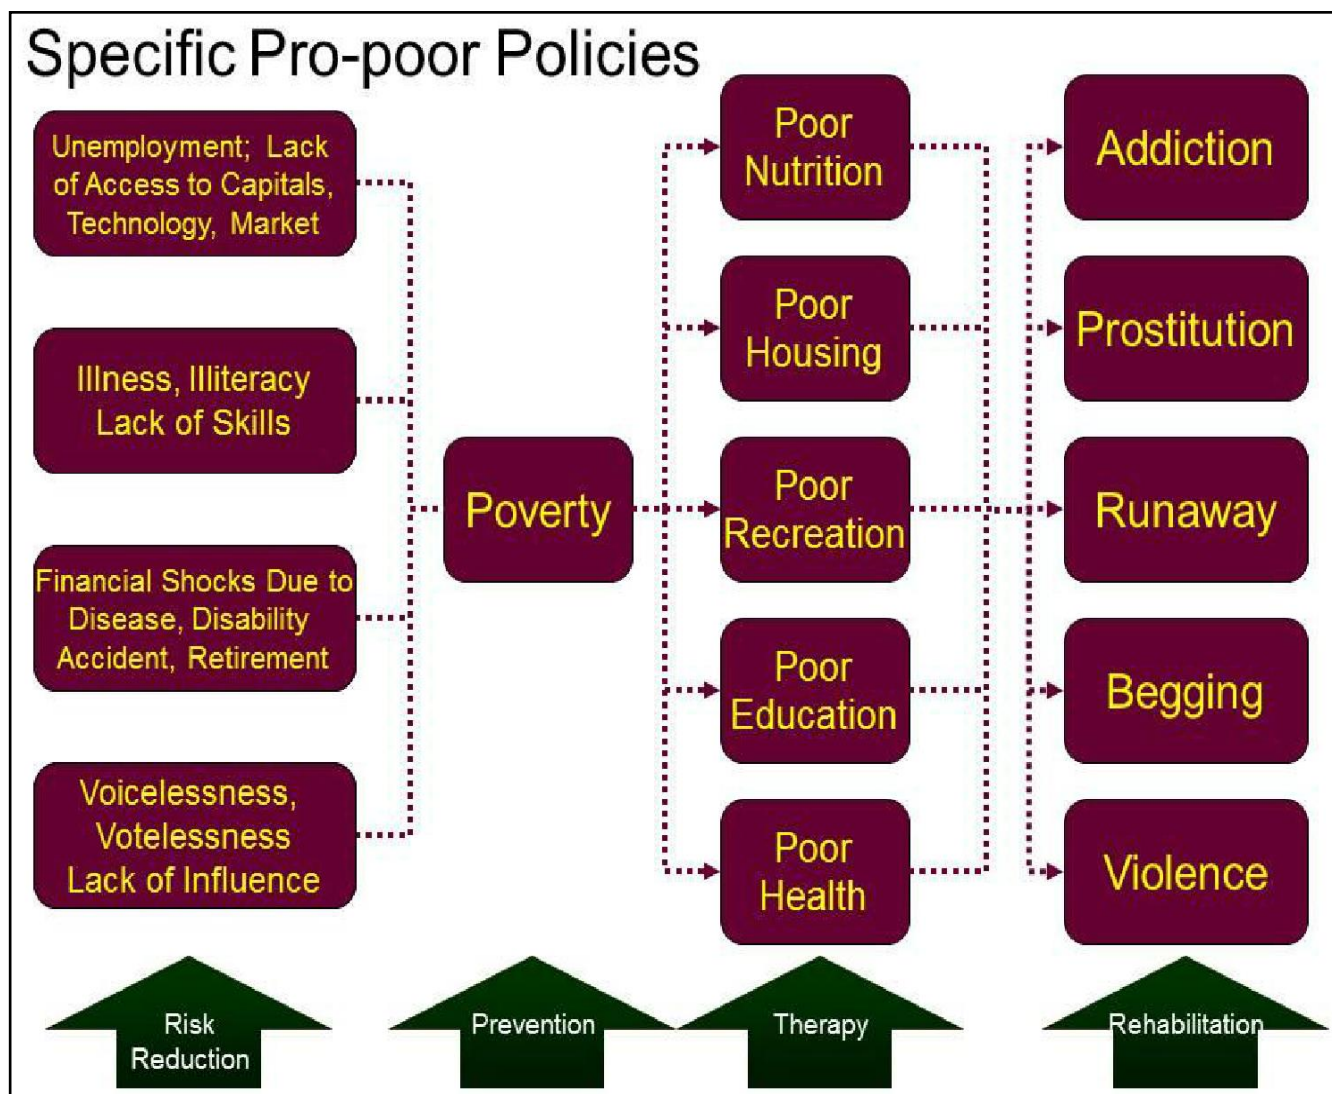 Specific Pro-poor Policies
Unemployment; Lack
of Access to Capitals,
Technology, Market
Illness, Illiteracy
Lack of Skills
Financial Shocks Due to
Disease, Disability
Accident, Retirement
Voicelessness,
Votelessness
Lack of Influence
Poverty
Poor
Nutrition
Poor
Housing
Poor
Recreation
Poor
Education
Poor
Health
Addiction
Prostitution
Runaway
Begging
Violence
Risk
Reduction
Prevention
Therapy
Rehabilitation